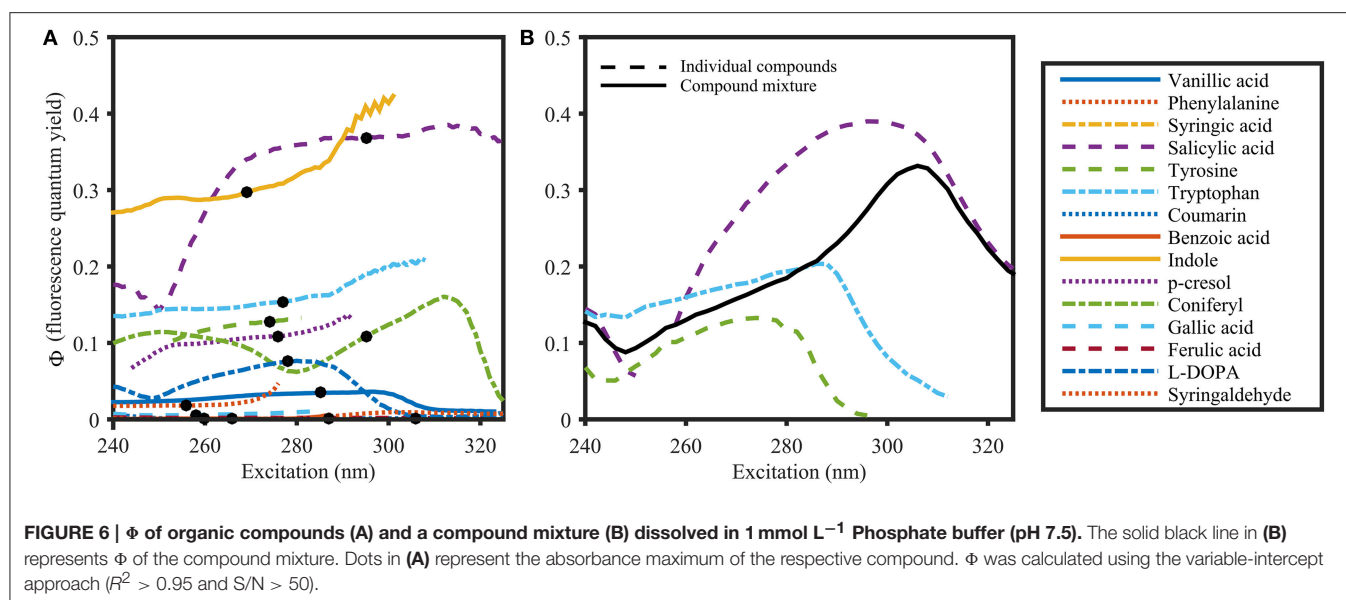 A
B
0.5
0.4
0.3
0.2
0.1
0
Φ (fluorescence quantum yield)
240 260 280 300 320
Excitation (nm)
0.5
0.4
0.3
0.2
0.1
0
Individual compounds
Compound mixture
240 260 280 300 320
Excitation (nm)
Vanillic acid
Phenylalanine
Syringic acid
Salicylic acid
Tyrosine
Tryptophan
Coumarin
Benzoic acid
Indole
p-cresol
Coniferyl
Gallic acid
Ferulic acid
L-DOPA
Syringaldehyde
FIGURE 6 | Φ of organic compounds (A) and a compound mixture (B) dissolved in 1 mmol L⁻¹ Phosphate buffer (pH 7.5). The solid black line in (B)
represents Φ of the compound mixture. Dots in (A) represent the absorbance maximum of the respective compound. Φ was calculated using the variable-intercept
approach (R² > 0.95 and S/N > 50).